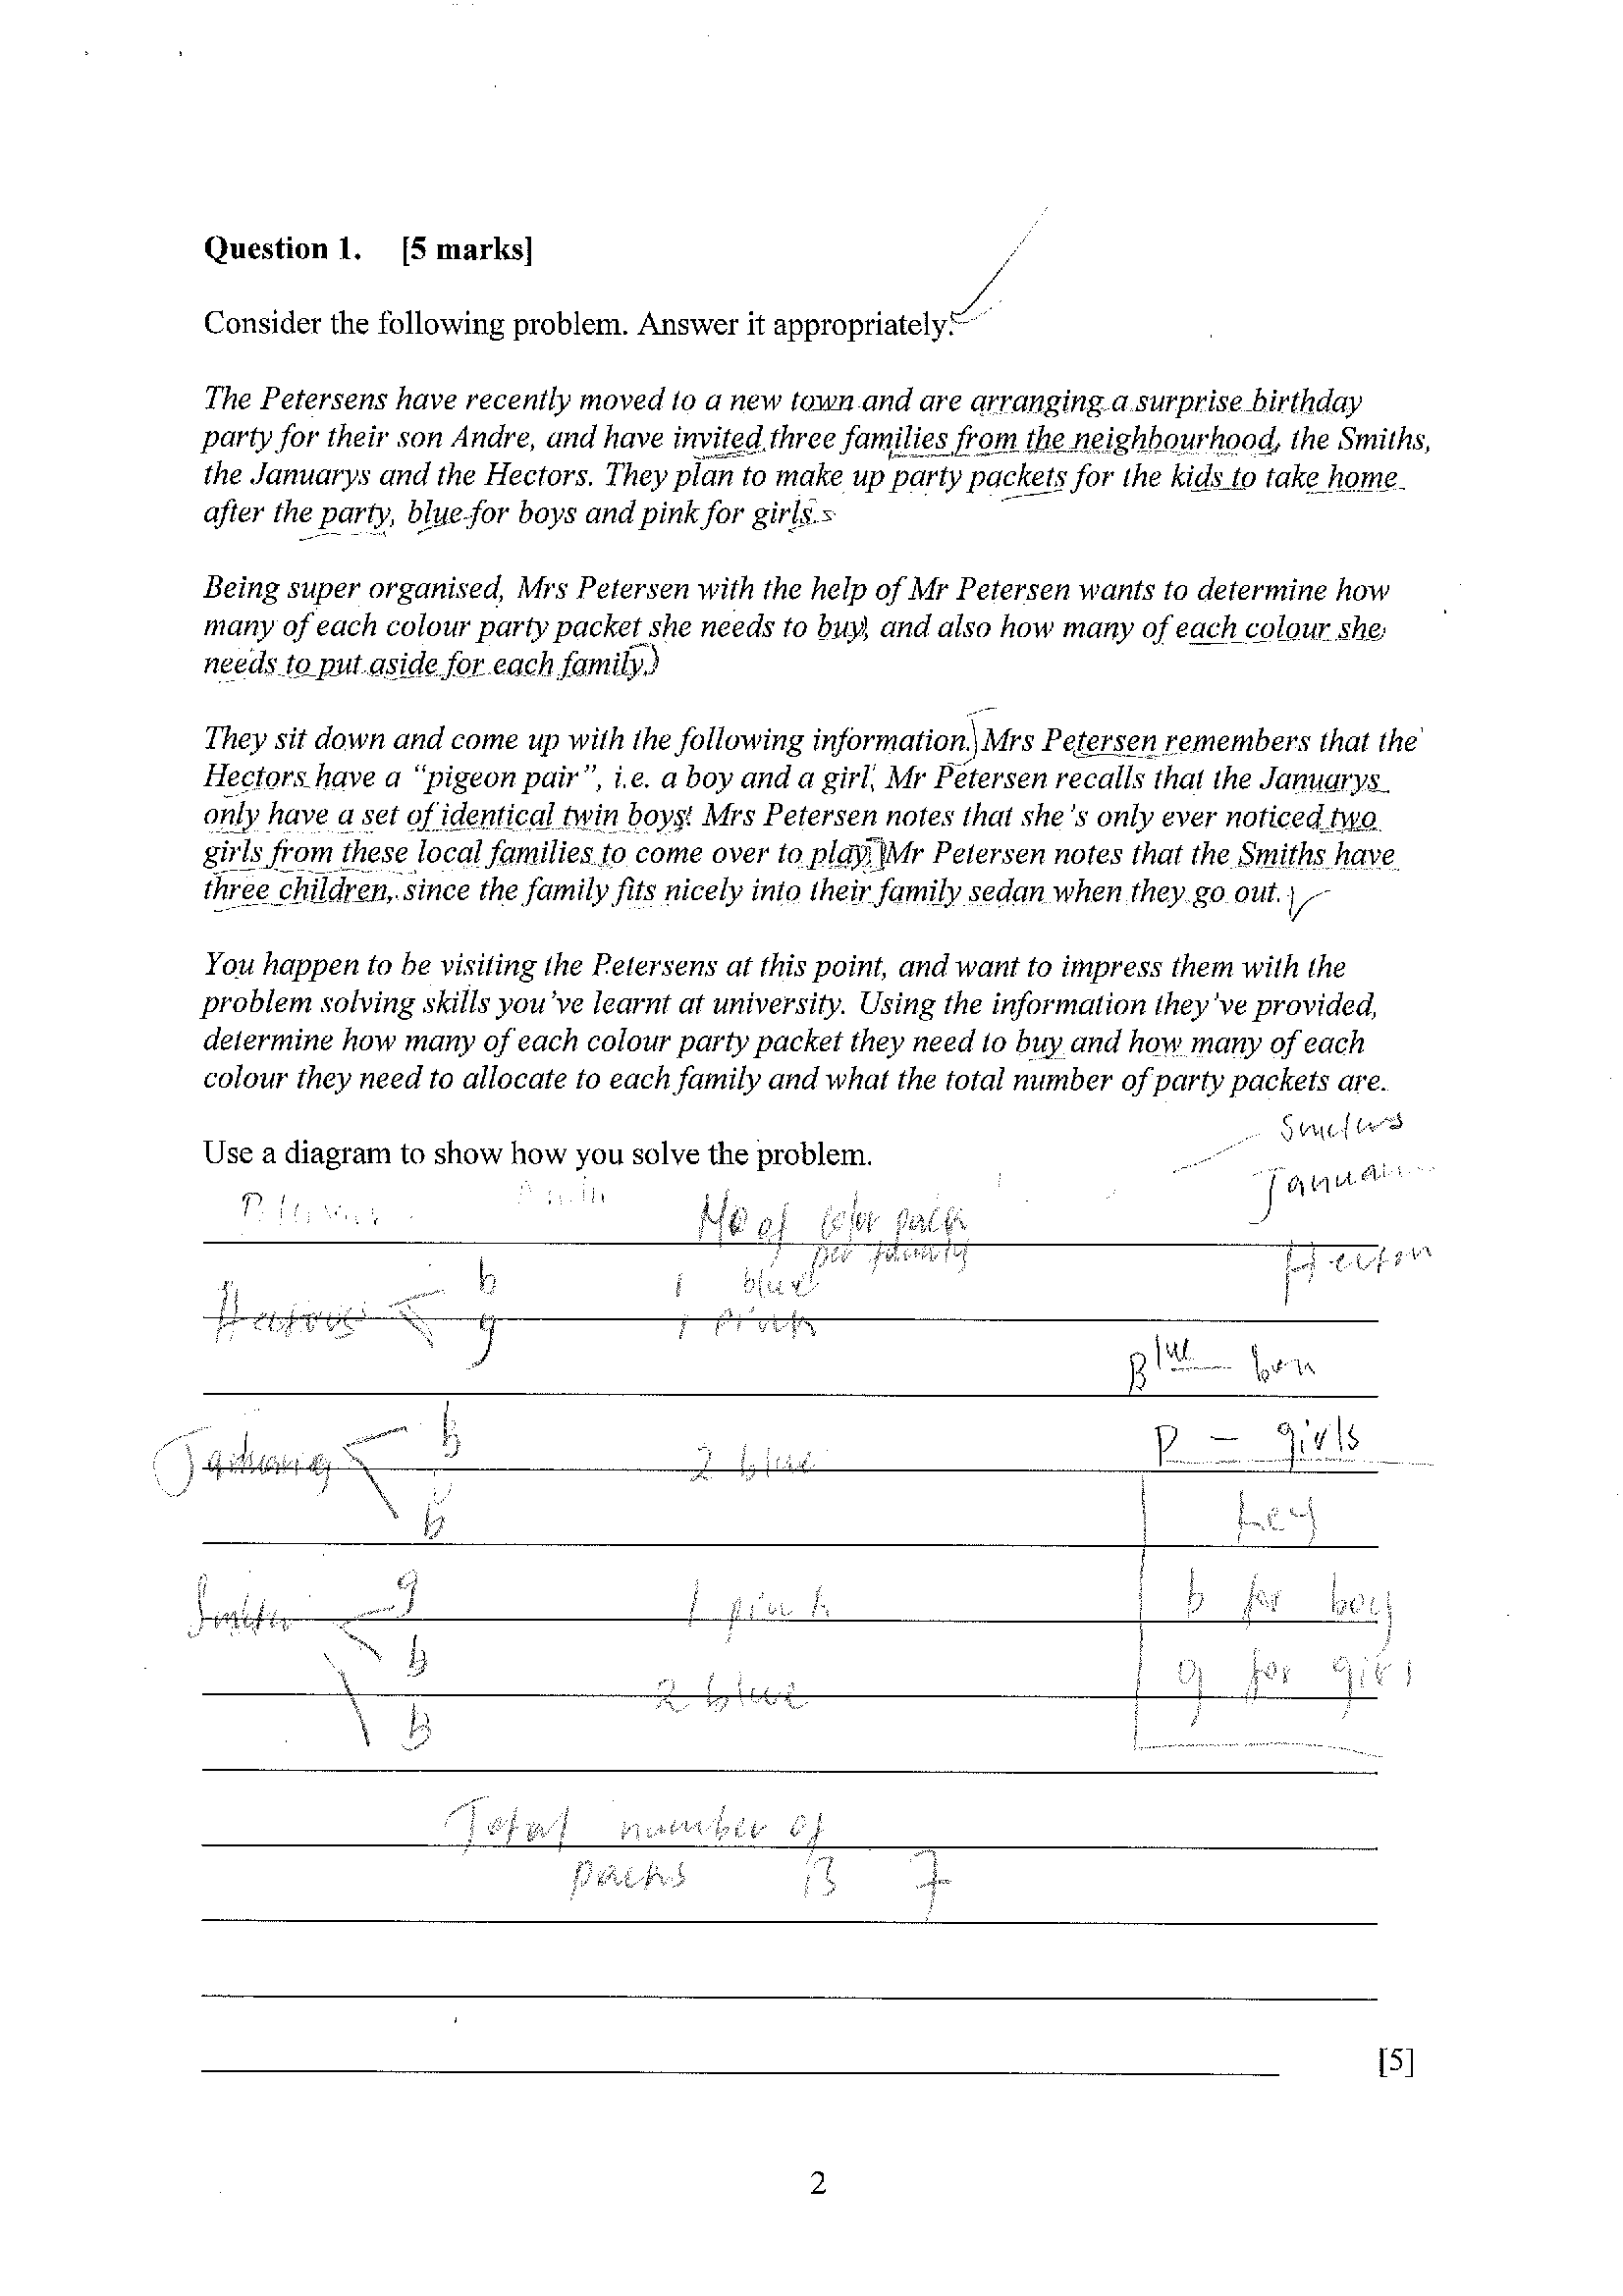 Question 1. [5 marks]
Consider the following problem. Answer it appropriately.
The Petersens have recently moved to a new town and are arranging a surprise birthday
party for their son Andre, and have invited three families from the neighbourhood, the Smiths,
the Januarys and the Hectors. They plan to make up party packets for the kids to take home
after the party, blue for boys and pink for girls.
Being super organised, Mrs Petersen with the help of Mr Petersen wants to determine how
many of each colour party packet she needs to buy, and also how many of each colour she
needs to put aside for each family.
They sit down and come up with the following information. Mrs Petersen remembers that the
Hectors have a “pigeon pair”, i.e. a boy and a girl. Mr Petersen recalls that the Januarys
only have a set of identical twin boys. Mrs Petersen notes that she's only ever noticed two
girls from these local families to come over to play. Mr Petersen notes that the Smiths have
three children, since the family fits nicely into their family sedan when they go out.
You happen to be visiting the Petersens at this point, and want to impress them with the
problem solving skills you've learnt at university. Using the information they've provided,
determine how many of each colour party packet they need to buy and how many of each
colour they need to allocate to each family and what the total number of party packets are.
Use a diagram to show how you solve the problem.
No of color packs
per family
b 1 blue
g 1 pink
Blue
P - girls
b
2 blue
b
key
g
1 pink
b for boy
b
g for girl
2 blue
b
Total number of
packs 7
[5]
2